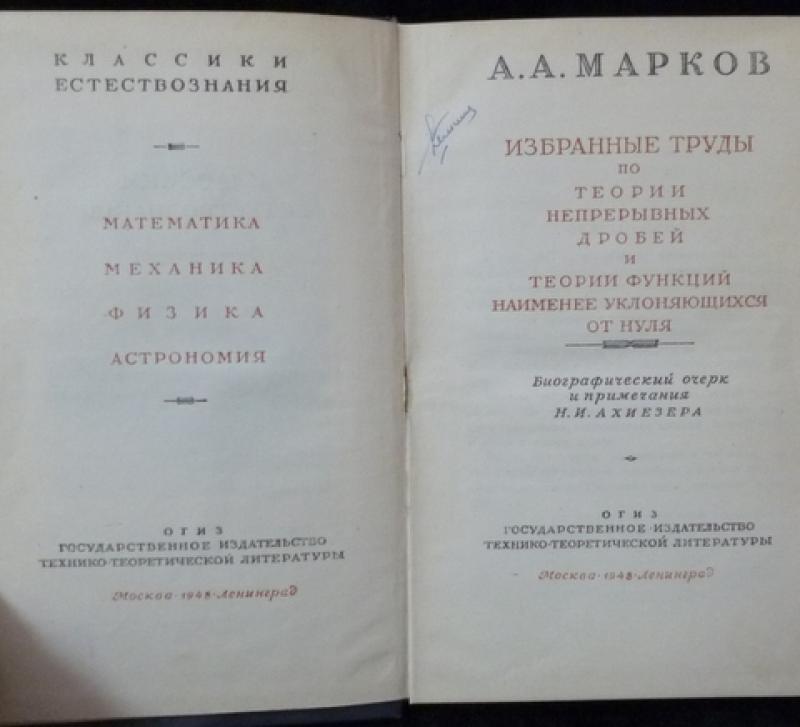 КЛАССИКИ
ЕСТЕСТВОЗНАНИЯ
МАТЕМАТИКА
МЕХАНИКА
ФИЗИКА
АСТРОНОМИЯ
ОГИЗ
ГОСУДАРСТВЕННОЕ ИЗДАТЕЛЬСТВО
ТЕХНИКО-ТЕОРЕТИЧЕСКОЙ ЛИТЕРАТУРЫ
Москва·1948·Ленинград
А.А.МАРКОВ
ИЗБРАННЫЕ ТРУДЫ
ПО
ТЕОРИИ
НЕПРЕРЫВНЫХ
ДРОБЕЙ
И
ТЕОРИИ ФУНКЦИЙ
НАИМЕНЕЕ УКЛОНЯЮЩИХСЯ
ОТ НУЛЯ
Биографический очерк
и примечания
Н.И.АХИЕЗЕРА
ОГИЗ
ГОСУДАРСТВЕННОЕ ИЗДАТЕЛЬСТВО
ТЕХНИКО-ТЕОРЕТИЧЕСКОЙ ЛИТЕРАТУРЫ
Москва·1948·Ленинград